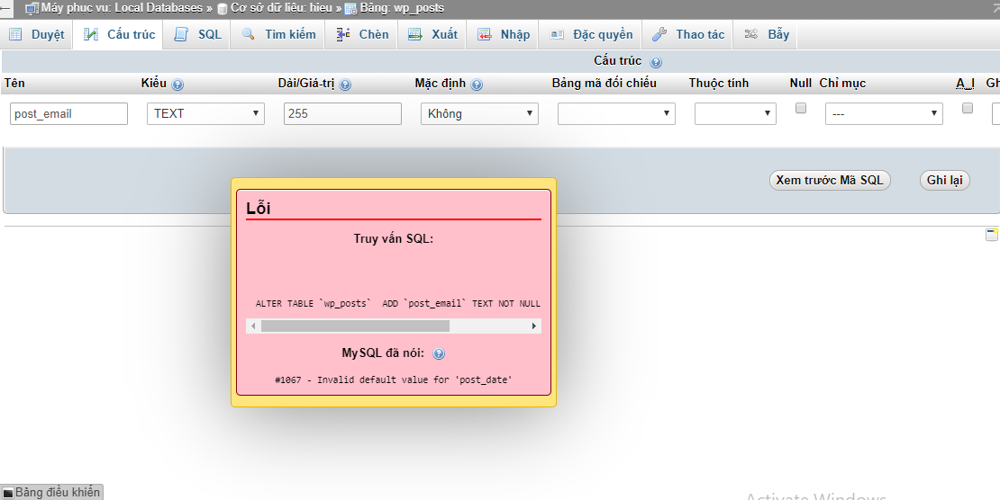 Máy phục vụ: Local Databases » Cơ sở dữ liệu: hieu » Bảng: wp_posts
Duyệt Cấu trúc SQL Tìm kiếm Chèn Xuất Nhập Đặc quyền Thao tác Bẫy
Cấu trúc
Tên Kiểu Dài/Giá-trị Mặc định Bảng mã đối chiếu Thuộc tính Null Chỉ mục A_I
post_email TEXT 255 Không ---
Xem trước Mã SQL Ghi lại
Lỗi
Truy vấn SQL:
ALTER TABLE `wp_posts` ADD `post_email` TEXT NOT NULL
MySQL đã nói:
#1067 - Invalid default value for 'post_date'
Bảng điều khiển
Activate Windows